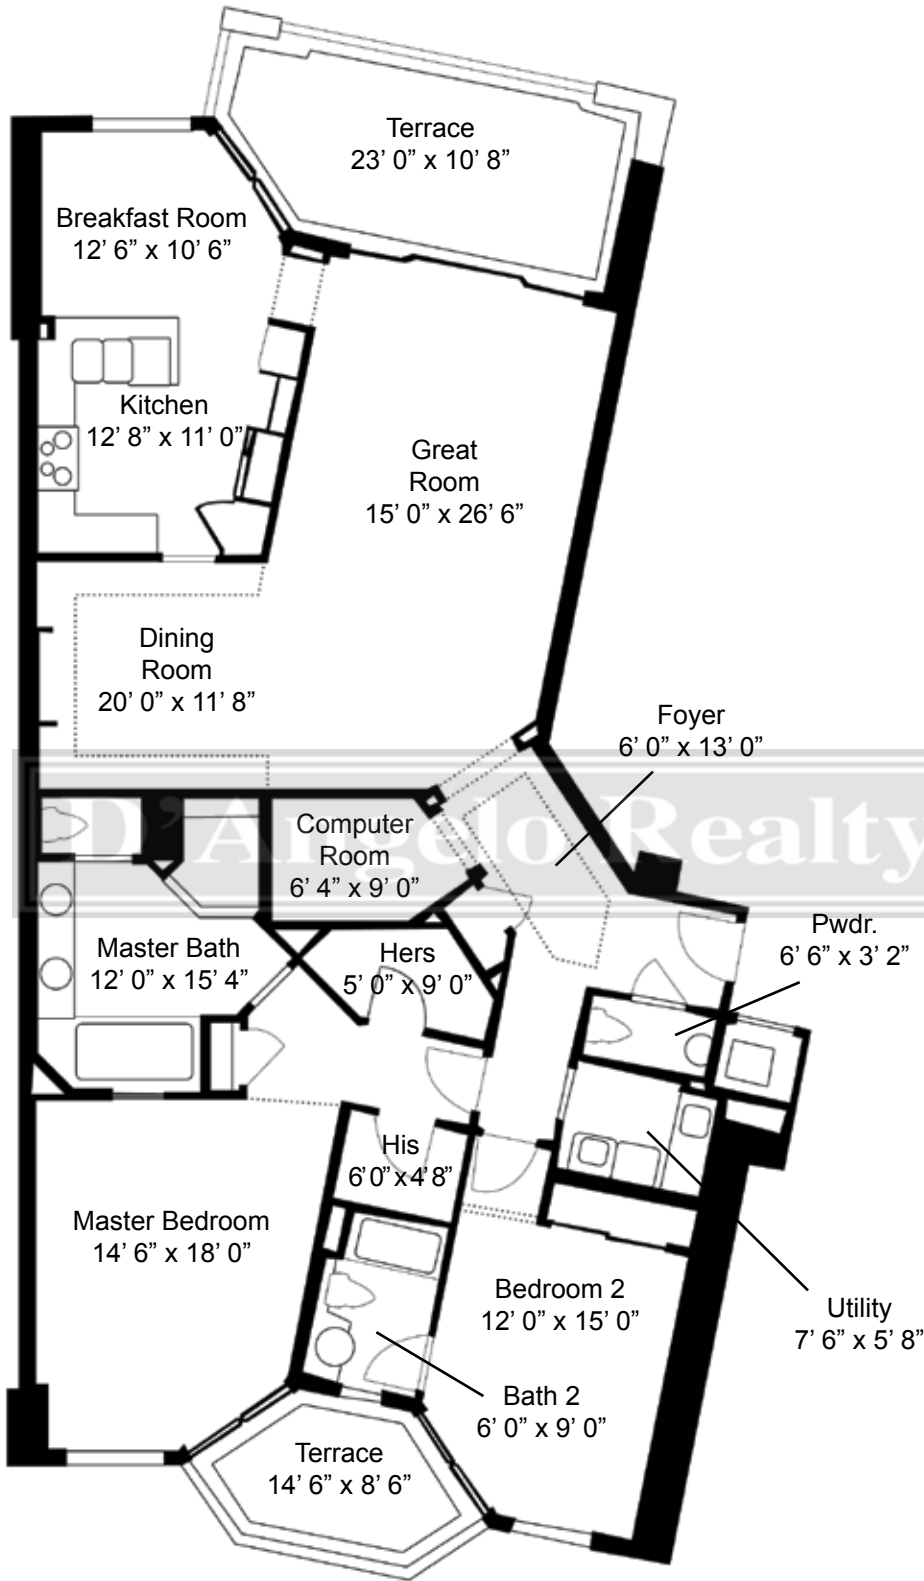 Terrace
23’ 0” x 10’ 8”
Breakfast Room
12’ 6” x 10’ 6”
Kitchen
12’ 8” x 11’ 0”
Great
Room
15’ 0” x 26’ 6”
Dining
Room
20’ 0” x 11’ 8”
Foyer
6’ 0” x 13’ 0”
D’Angelo Realty
Computer
Room
6’ 4” x 9’ 0”
Pwdr.
6’ 6” x 3’ 2”
Master Bath
12’ 0” x 15’ 4”
Hers
5’ 0” x 9’ 0”
His
6’ 0” x 4’ 8”
Master Bedroom
14’ 6” x 18’ 0”
Bedroom 2
12’ 0” x 15’ 0”
Utility
7’ 6” x 5’ 8”
Bath 2
6’ 0” x 9’ 0”
Terrace
14’ 6” x 8’ 6”